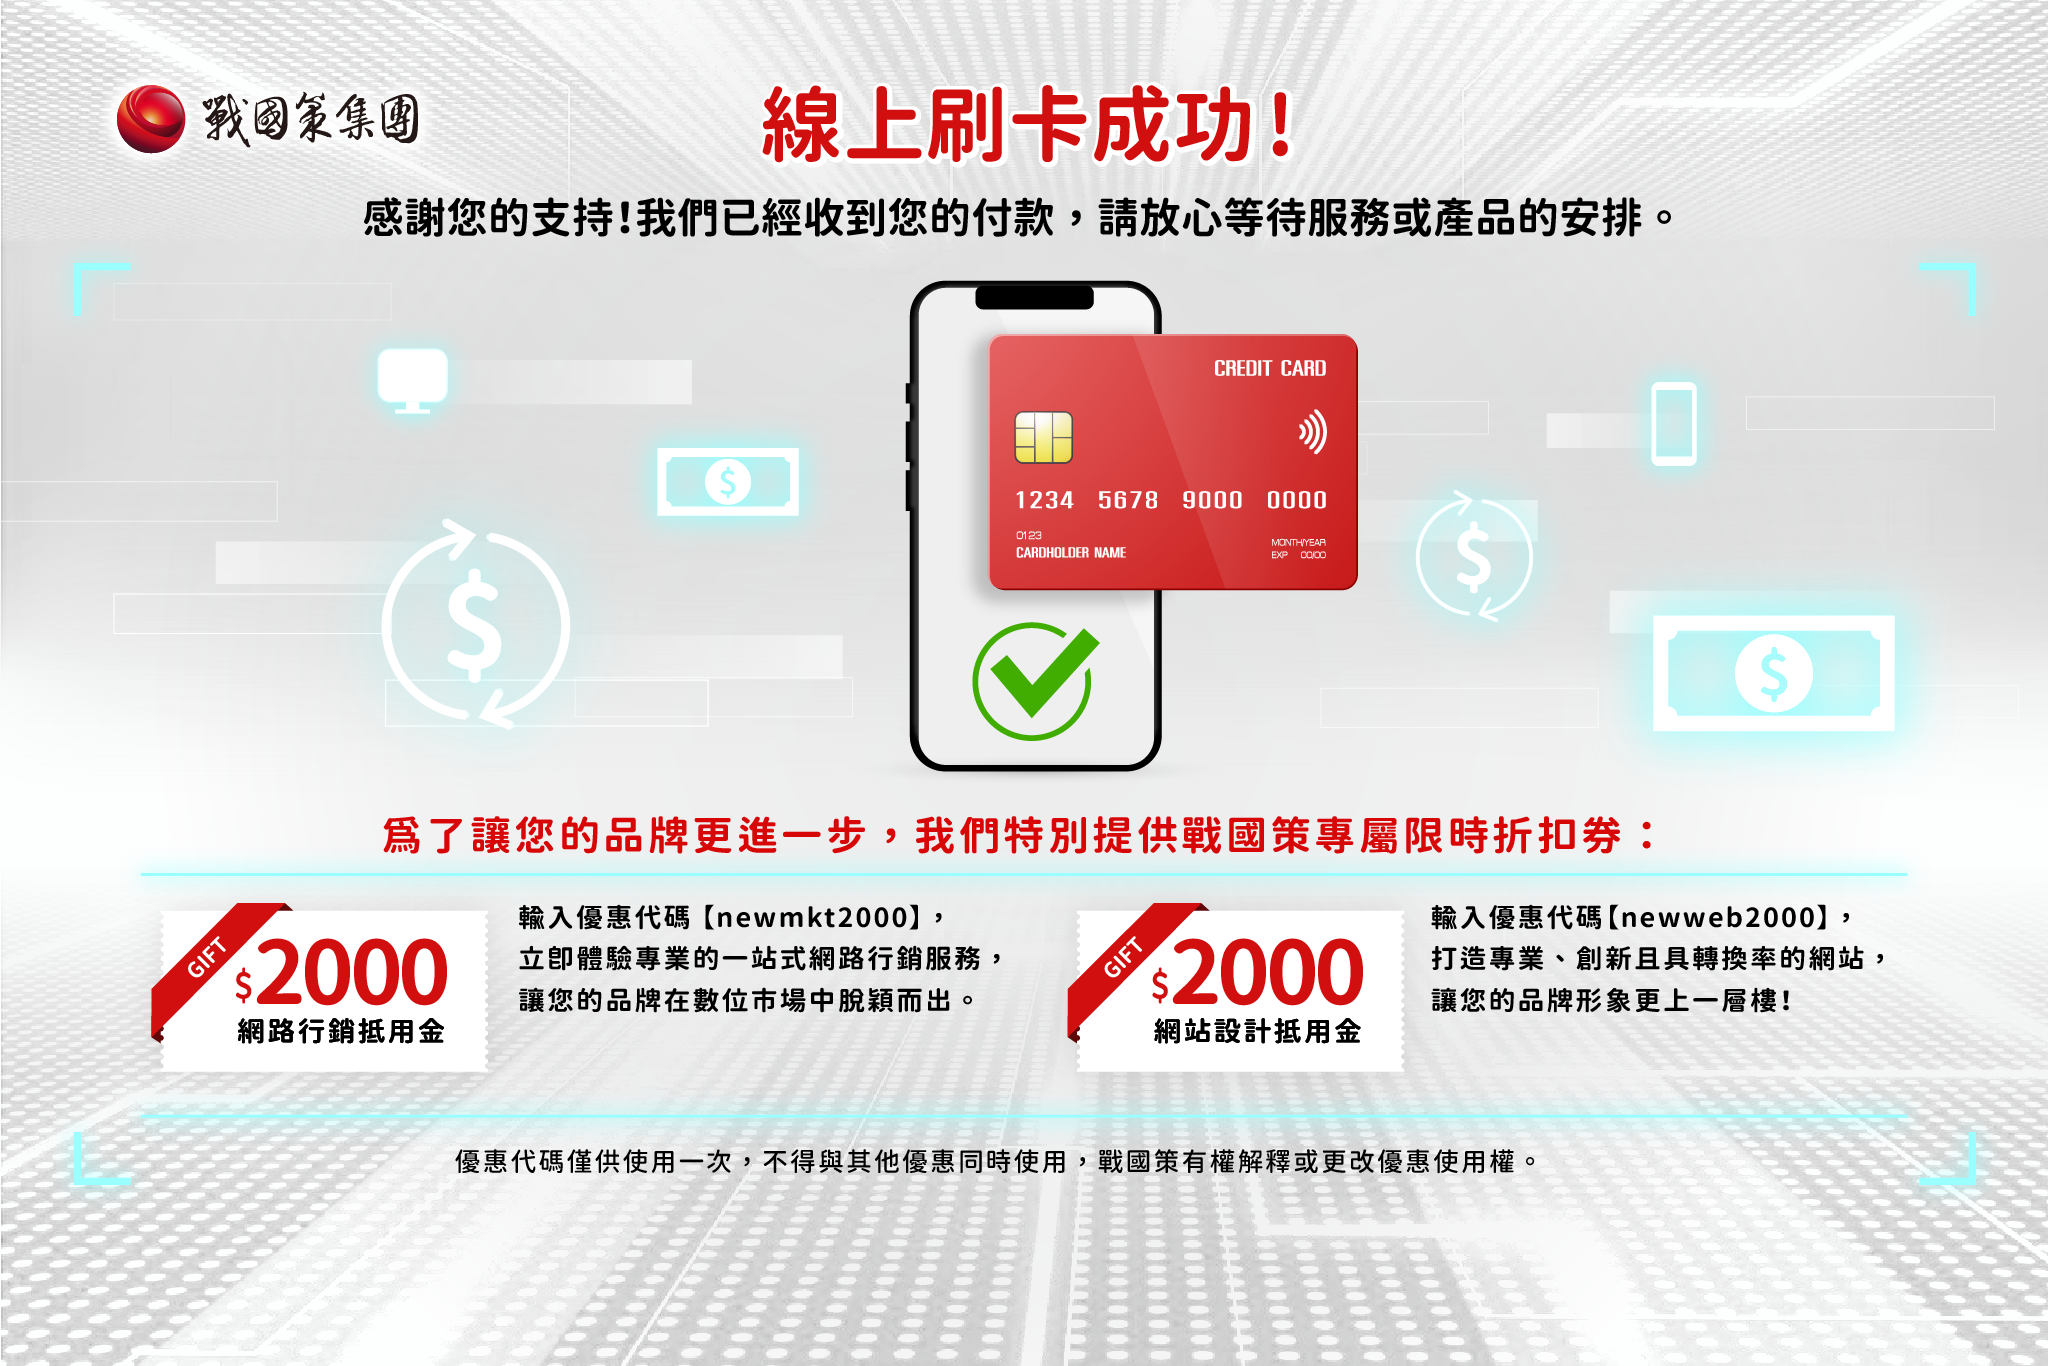 戰國策集團
線上刷卡成功！
感謝您的支持！我們已經收到您的付款，請放心等待服務或產品的安排。
CREDIT CARD
1234 5678 9000 0000
0123
CARDHOLDER NAME
MONTH/YEAR
EXP 00/00
$
$
$
$
為了讓您的品牌更進一步，我們特別提供戰國策專屬限時折扣券：
GIFT
$2000
網路行銷抵用金
輸入優惠代碼【newmkt2000】，
立即體驗專業的一站式網路行銷服務，
讓您的品牌在數位市場中脫穎而出。
GIFT
$2000
網站設計抵用金
輸入優惠代碼【newweb2000】，
打造專業、創新且具轉換率的網站，
讓您的品牌形象更上一層樓！
優惠代碼僅供使用一次，不得與其他優惠同時使用，戰國策有權解釋或更改優惠使用權。